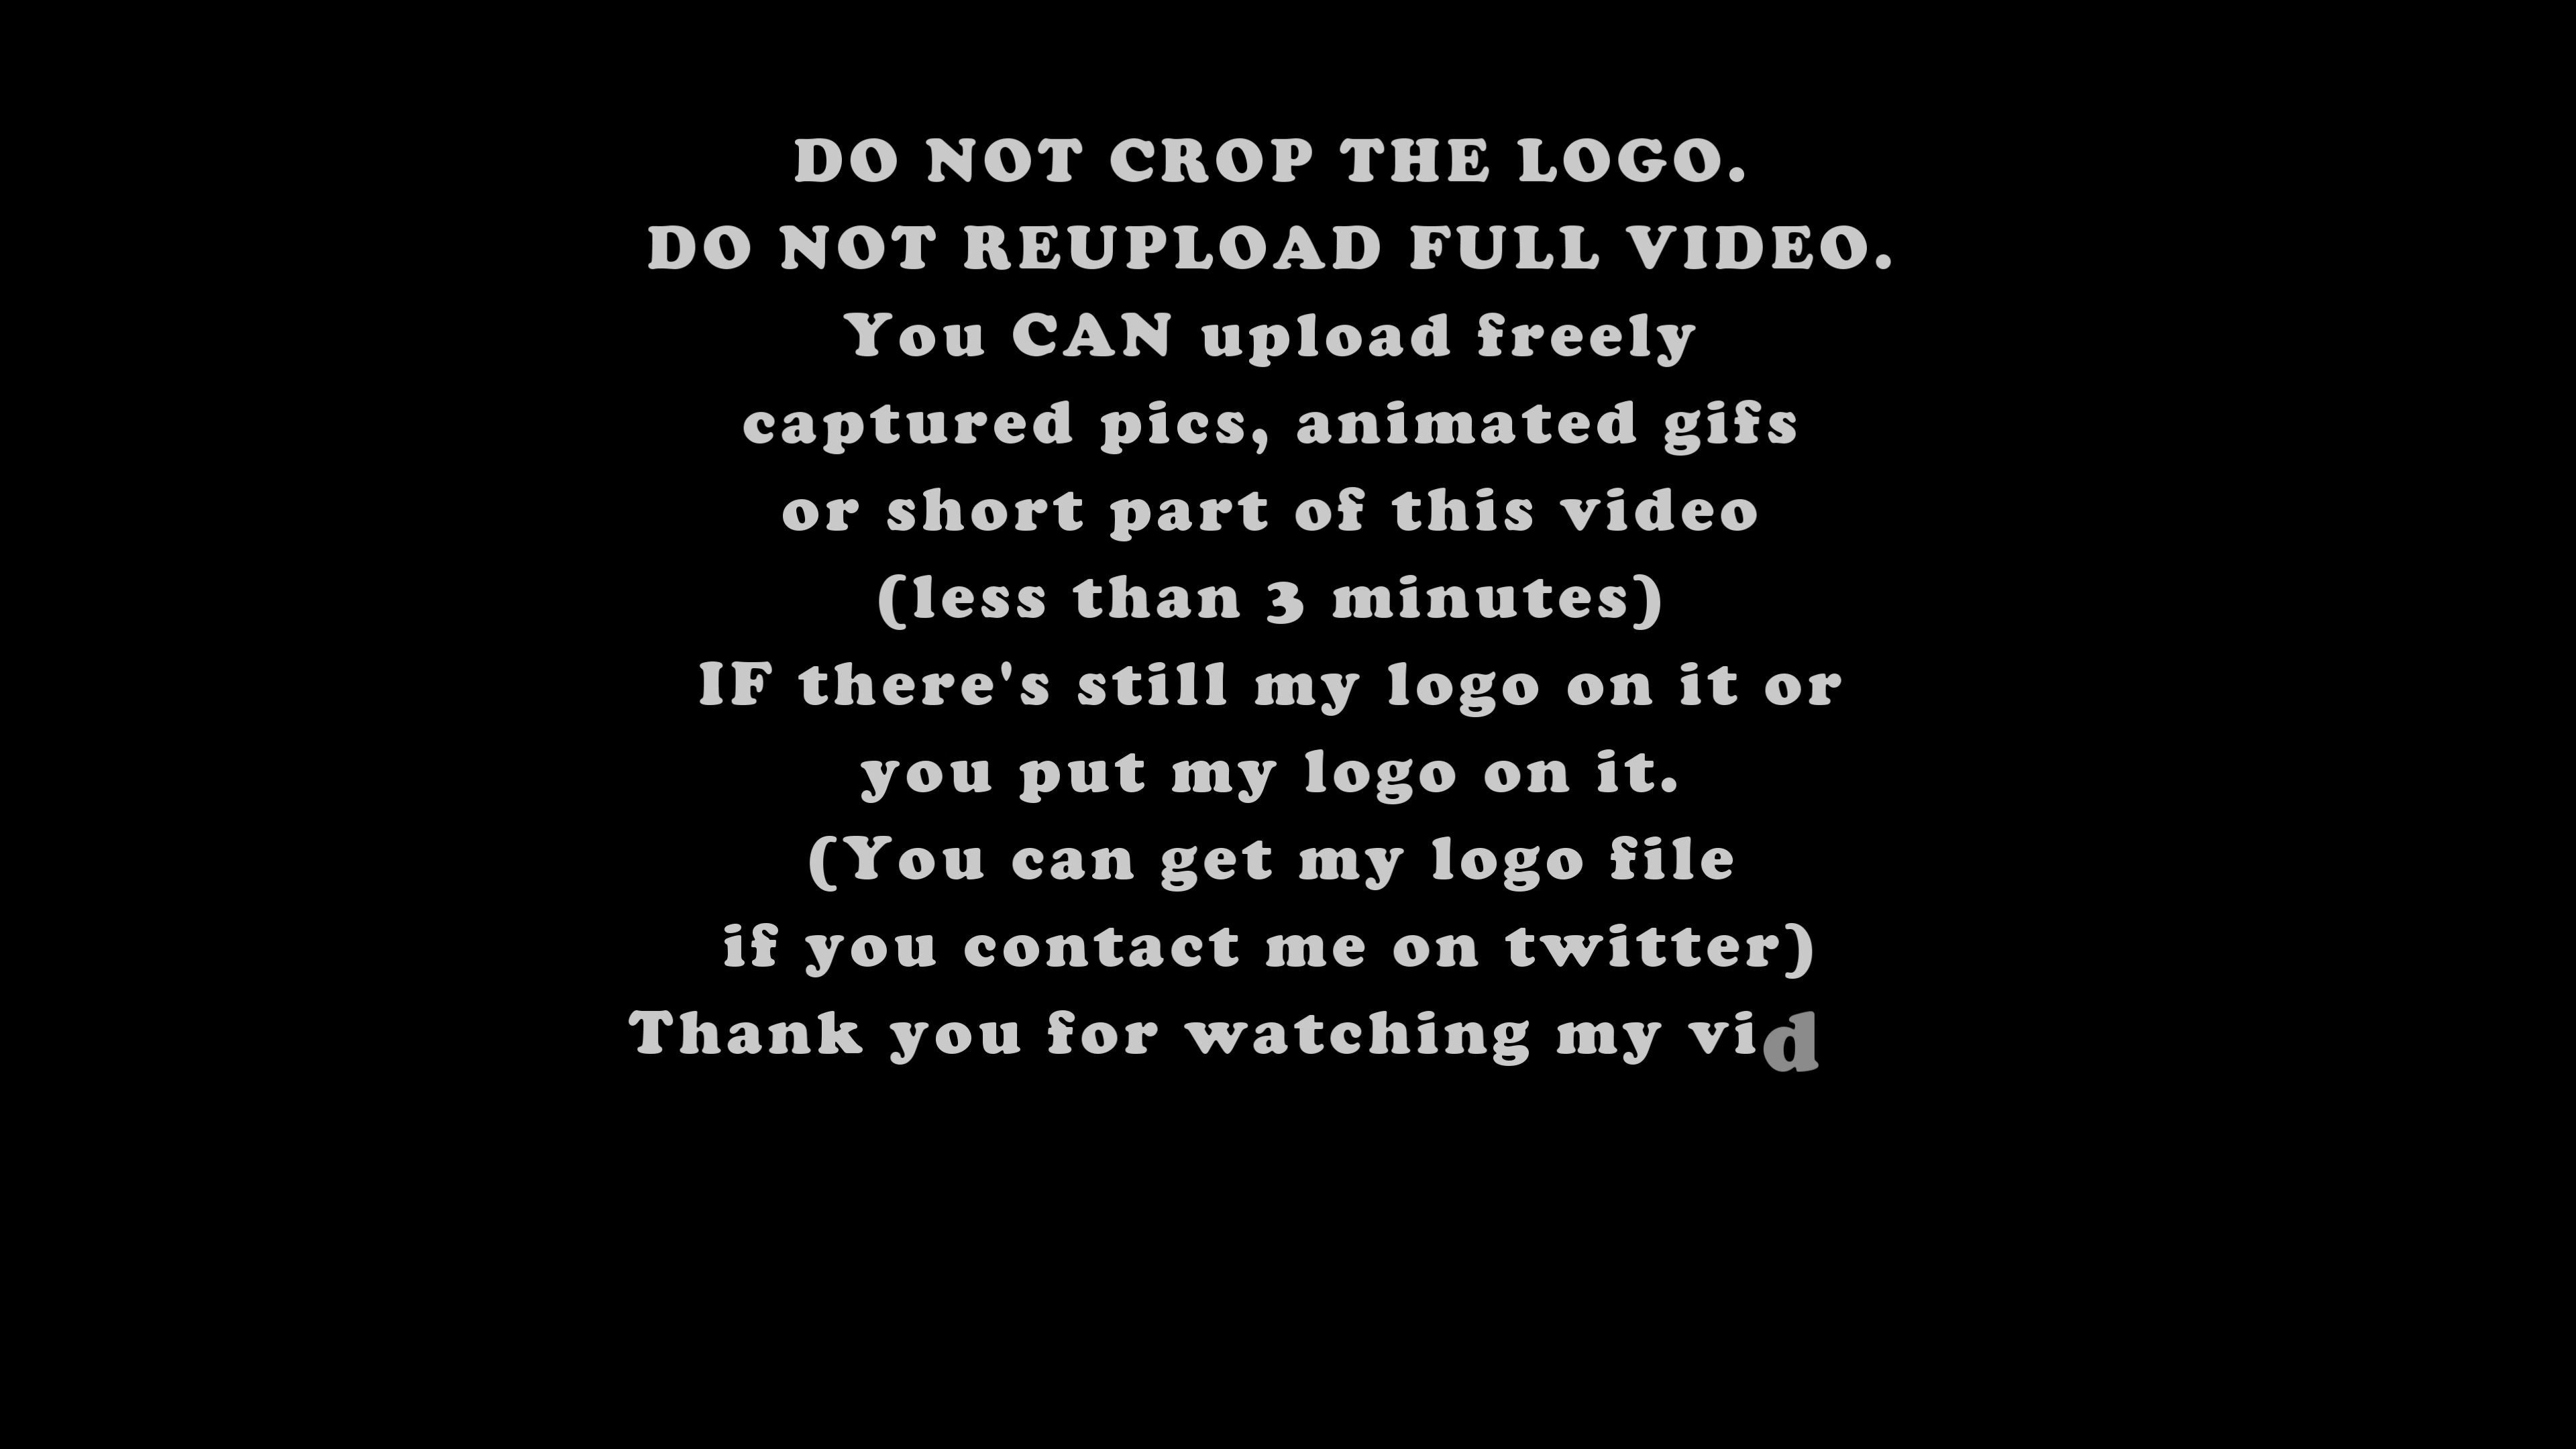 DO NOT CROP THE LOGO.
DO NOT REUPLOAD FULL VIDEO.
You CAN upload freely
captured pics, animated gifs
or short part of this video
(less than 3 minutes)
IF there's still my logo on it or
you put my logo on it.
(You can get my logo file
if you contact me on twitter)
Thank you for watching my vid